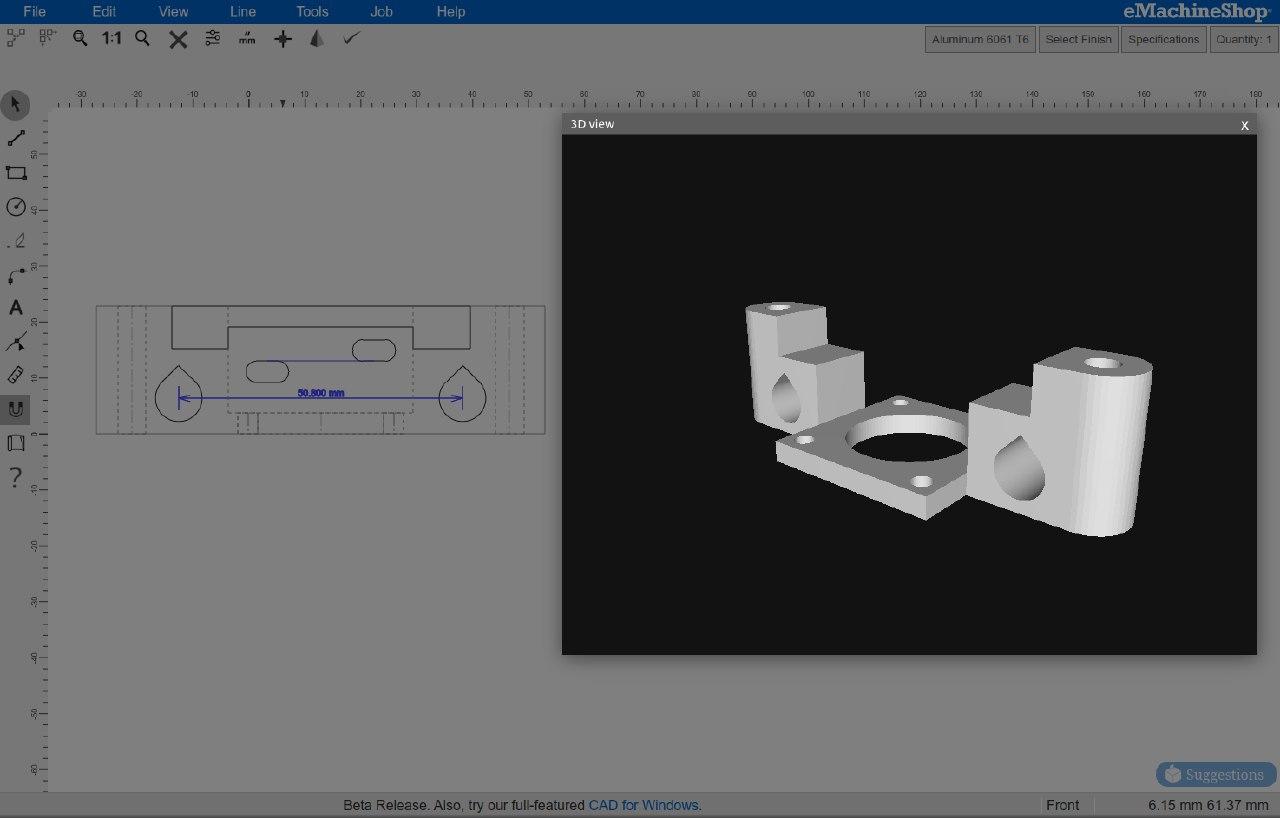 File Edit View Line Tools Job Help eMachineShop
1:1 mm Aluminum 6061 T6 Select Finish Specifications Quantity: 1
-30 -20 -10 0 10 20 30 40 50 60 70 80 90 100 110 120 130 140 150 160 170 180
3D view X
50
40
30
20
10
0
-10
-20
-30
-40
-50
-60
A
?
50.800 mm
Suggestions
Beta Release. Also, try our full-featured CAD for Windows. Front 6.15 mm 61.37 mm